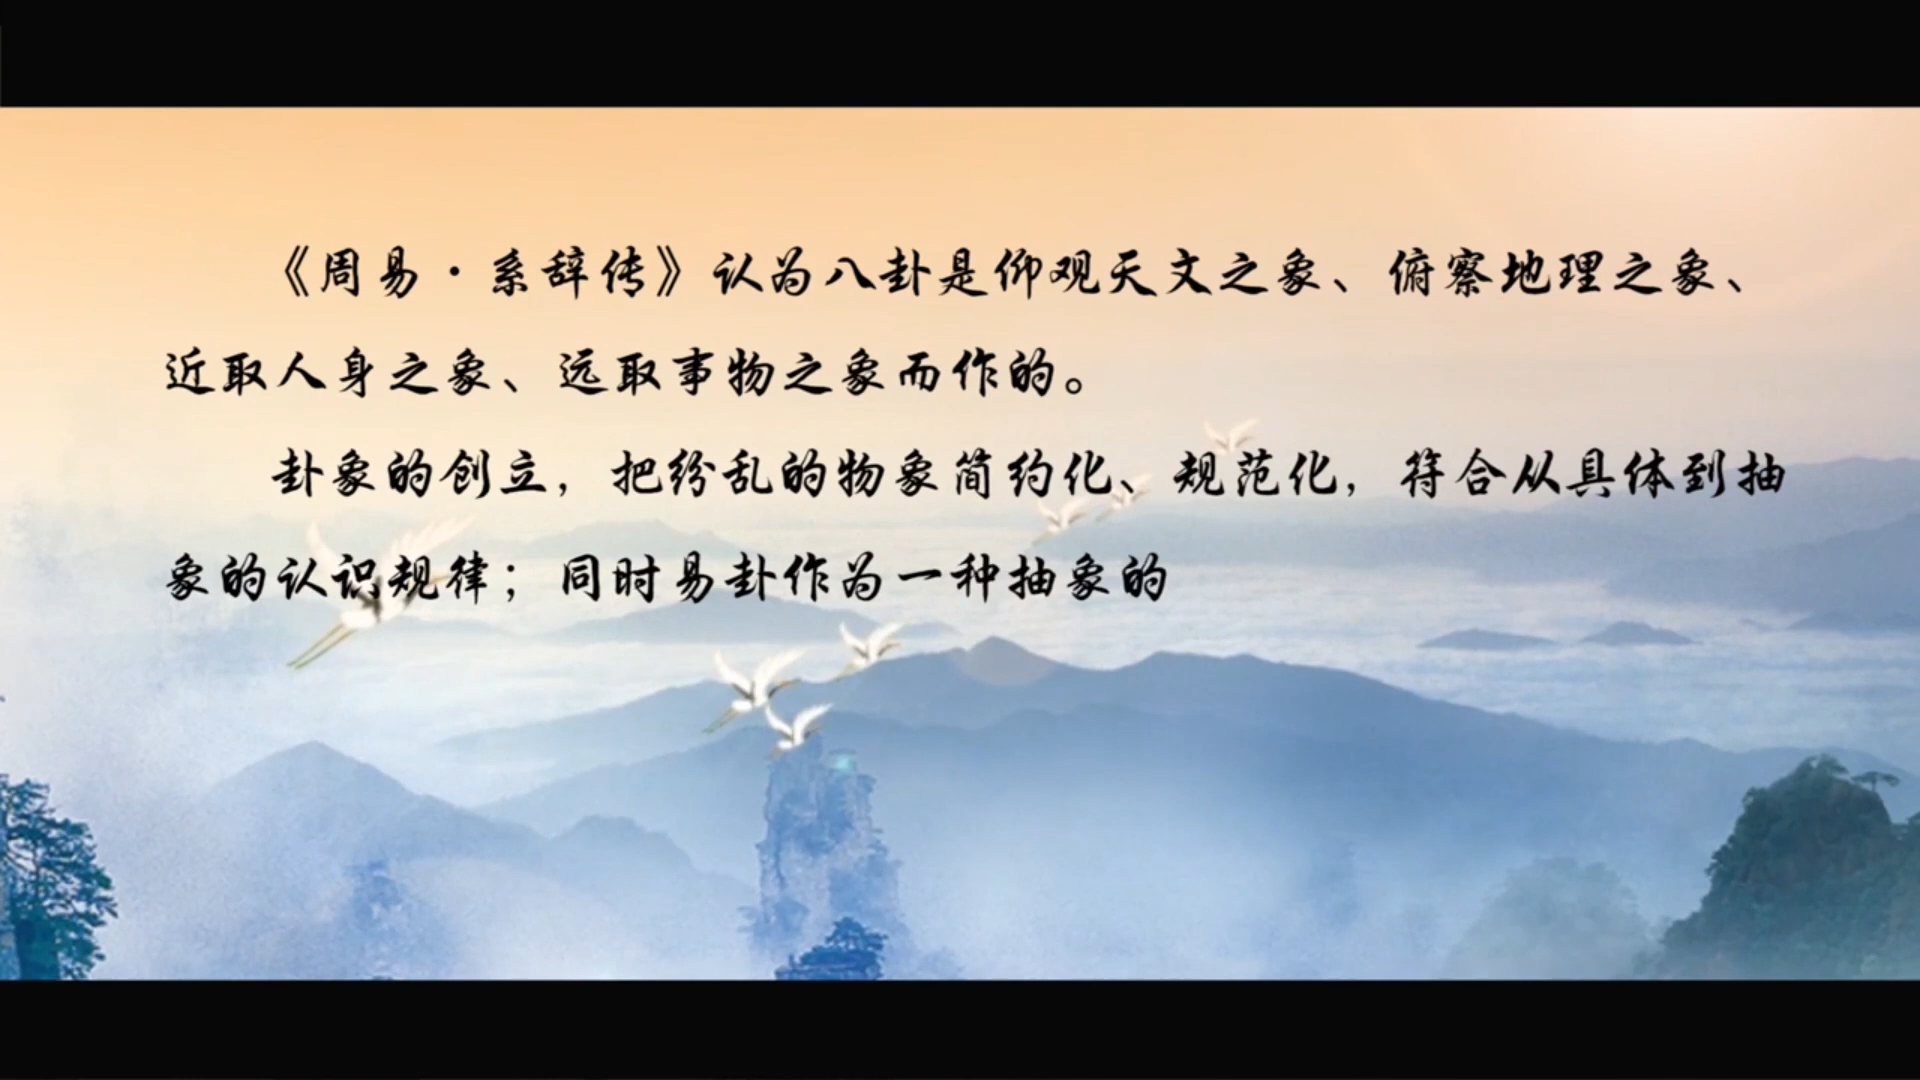 《周易·系辞传》认为八卦是仰观天文之象、俯察地理之象、
近取人身之象、远取事物之象而作的。
卦象的创立，把纷乱的物象简约化、规范化，符合从具体到抽
象的认识规律；同时易卦作为一种抽象的